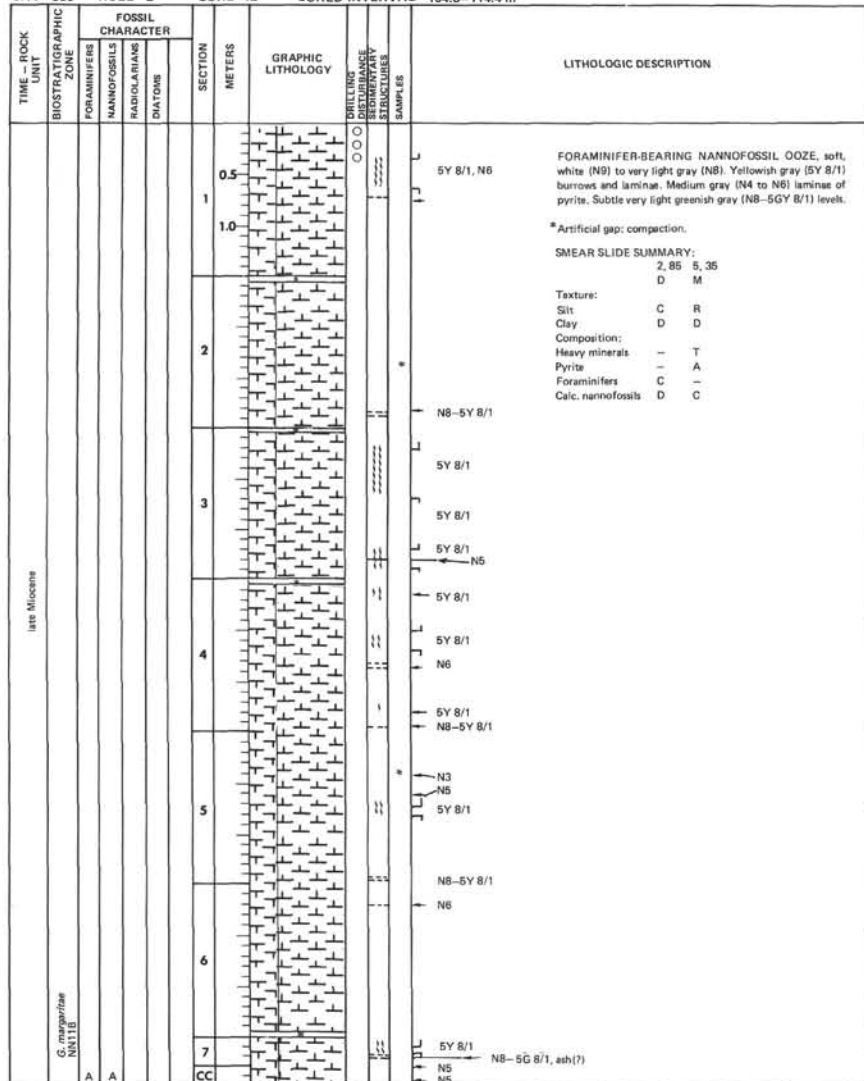 FOSSIL CHARACTER
TIME – ROCK UNIT
BIOSTRATIGRAPHIC ZONE
FORAMINIFERS
NANNOFOSSILS
RADIOLARIANS
DIATOMS
SECTION
METERS
GRAPHIC LITHOLOGY
DRILLING DISTURBANCE
SEDIMENTARY STRUCTURES
SAMPLES
LITHOLOGIC DESCRIPTION
late Miocene
G. margaritae
NN11B
A A
1
0.5
1.0
2
3
4
5
6
7
CC
*
*
*
*
*
*
5Y 8/1, N6
N8–5Y 8/1
5Y 8/1
5Y 8/1
5Y 8/1
N5
5Y 8/1
5Y 8/1
N6
5Y 8/1
N8–5Y 8/1
N3
N5
5Y 8/1
N8–5Y 8/1
N6
5Y 8/1
N8–5G 8/1, ash(?)
N5
N5
FORAMINIFER-BEARING NANNOFOSSIL OOZE, soft,
white (N9) to very light gray (N8). Yellowish gray (5Y 8/1)
burrows and laminae. Medium gray (N4 to N6) laminae of
pyrite. Subtle very light greenish gray (N8–5GY 8/1) levels.
*Artificial gap: compaction.
SMEAR SLIDE SUMMARY:
2, 85 5, 35
D M
Texture:
Silt C R
Clay D D
Composition:
Heavy minerals – T
Pyrite – A
Foraminifers C –
Calc. nannofossils D C